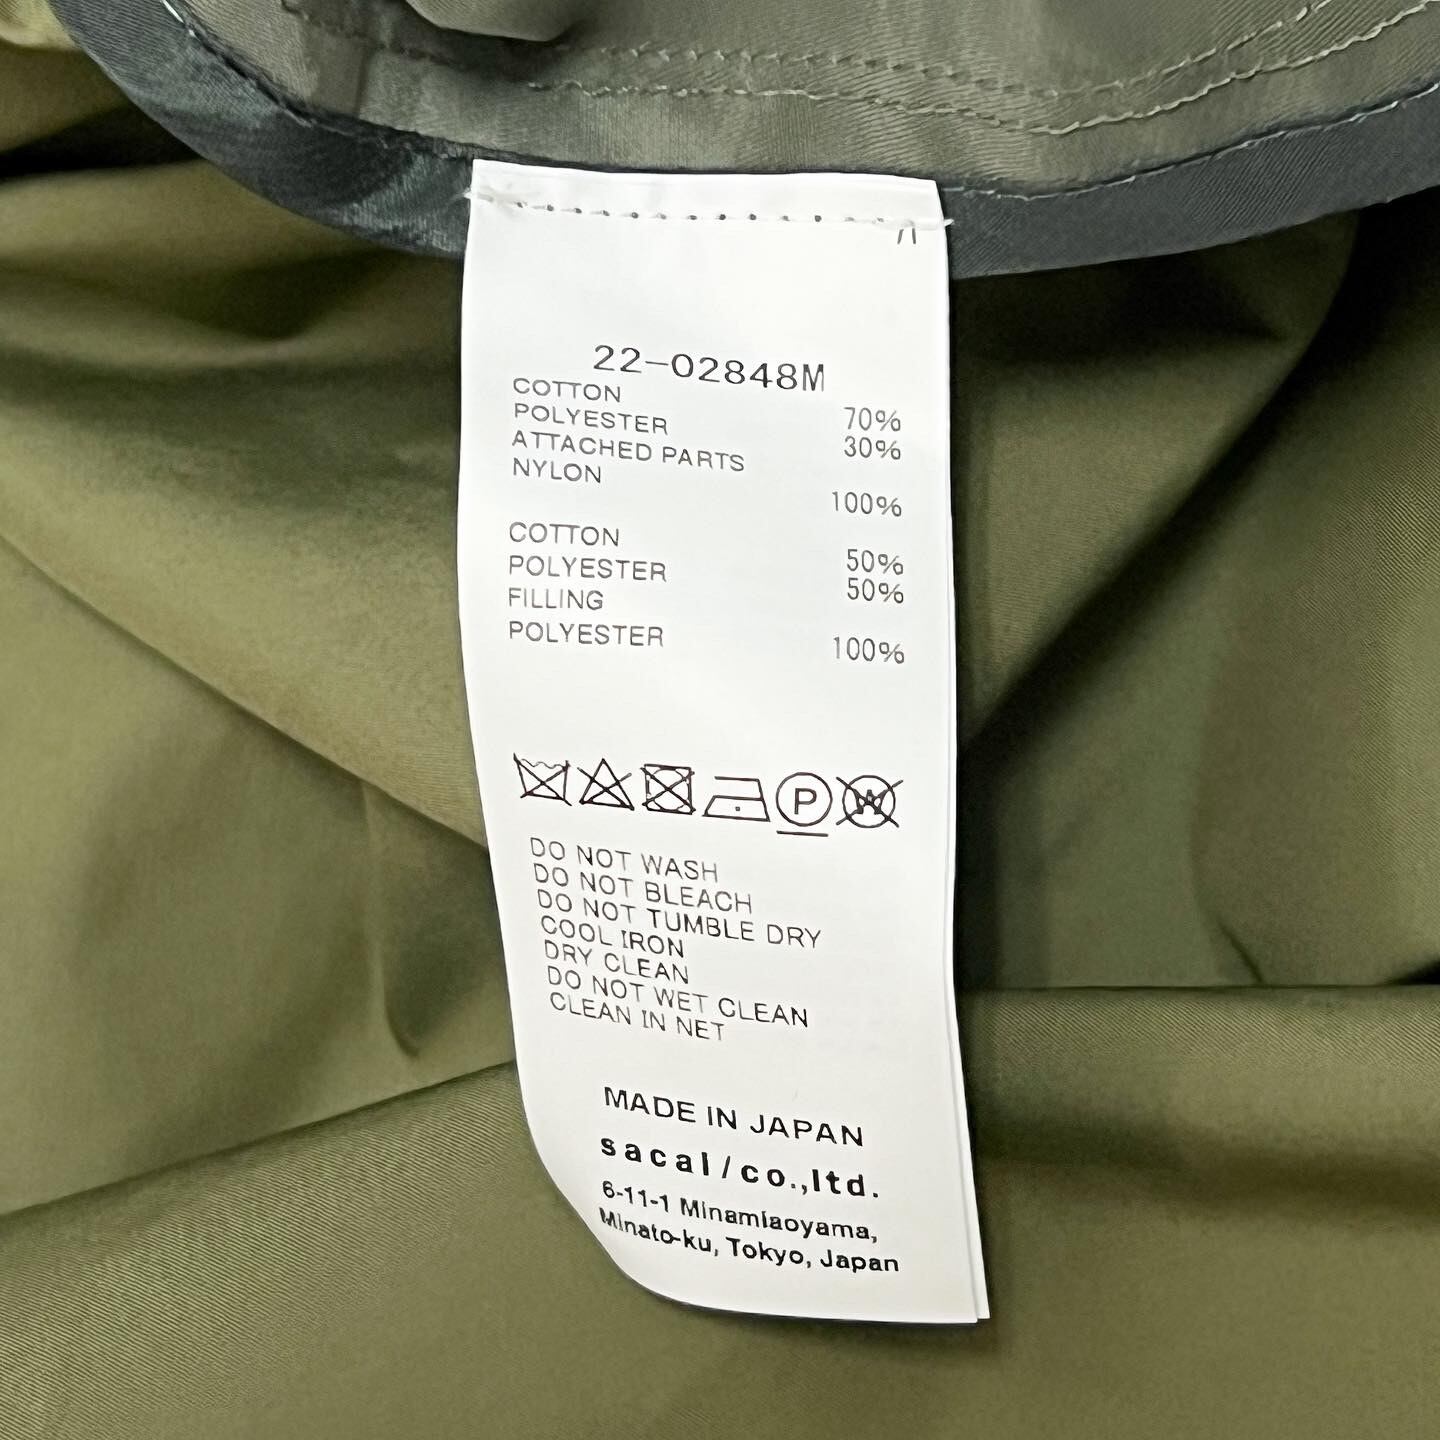 22-02848M
COTTON 70%
POLYESTER 30%
ATTACHED PARTS
NYLON 100%
COTTON 50%
POLYESTER 50%
FILLING
POLYESTER 100%
P W
DO NOT WASH
DO NOT BLEACH
DO NOT TUMBLE DRY
COOL IRON
DRY CLEAN
DO NOT WET CLEAN
CLEAN IN NET
MADE IN JAPAN
sacai/co.,ltd.
6-11-1 Minamiaoyama,
Minato-ku, Tokyo, Japan